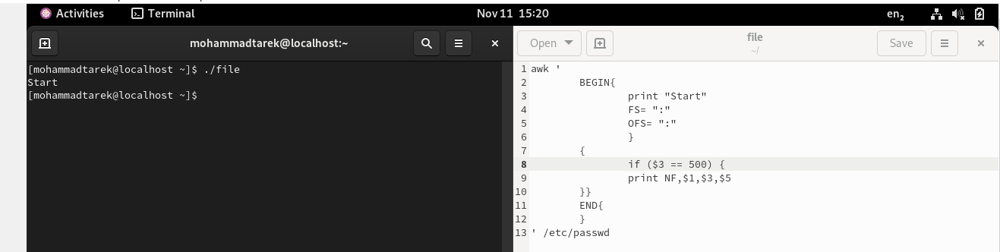 Activities Terminal Nov 11 15:20 en2
mohammadtarek@localhost:~
[mohammadtarek@localhost ~]$ ./file
Start
[mohammadtarek@localhost ~]$
Open file Save
~/
1 awk '
2 BEGIN{
3 print "Start"
4 FS= ":"
5 OFS= ":"
6 }
7 {
8 if ($3 == 500) {
9 print NF,$1,$3,$5
10 }}
11 END{
12 }
13 ' /etc/passwd